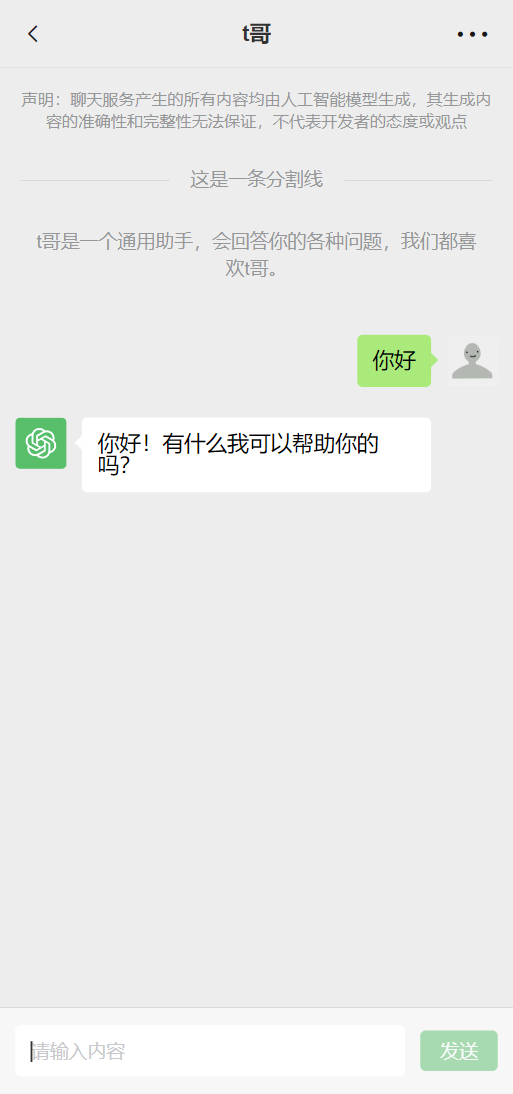 t哥
声明：聊天服务产生的所有内容均由人工智能模型生成，其生成内
容的准确性和完整性无法保证，不代表开发者的态度或观点
这是一条分割线
t哥是一个通用助手，会回答你的各种问题，我们都喜
欢t哥。
你好
你好！有什么我可以帮助你的
吗？
请输入内容
发送